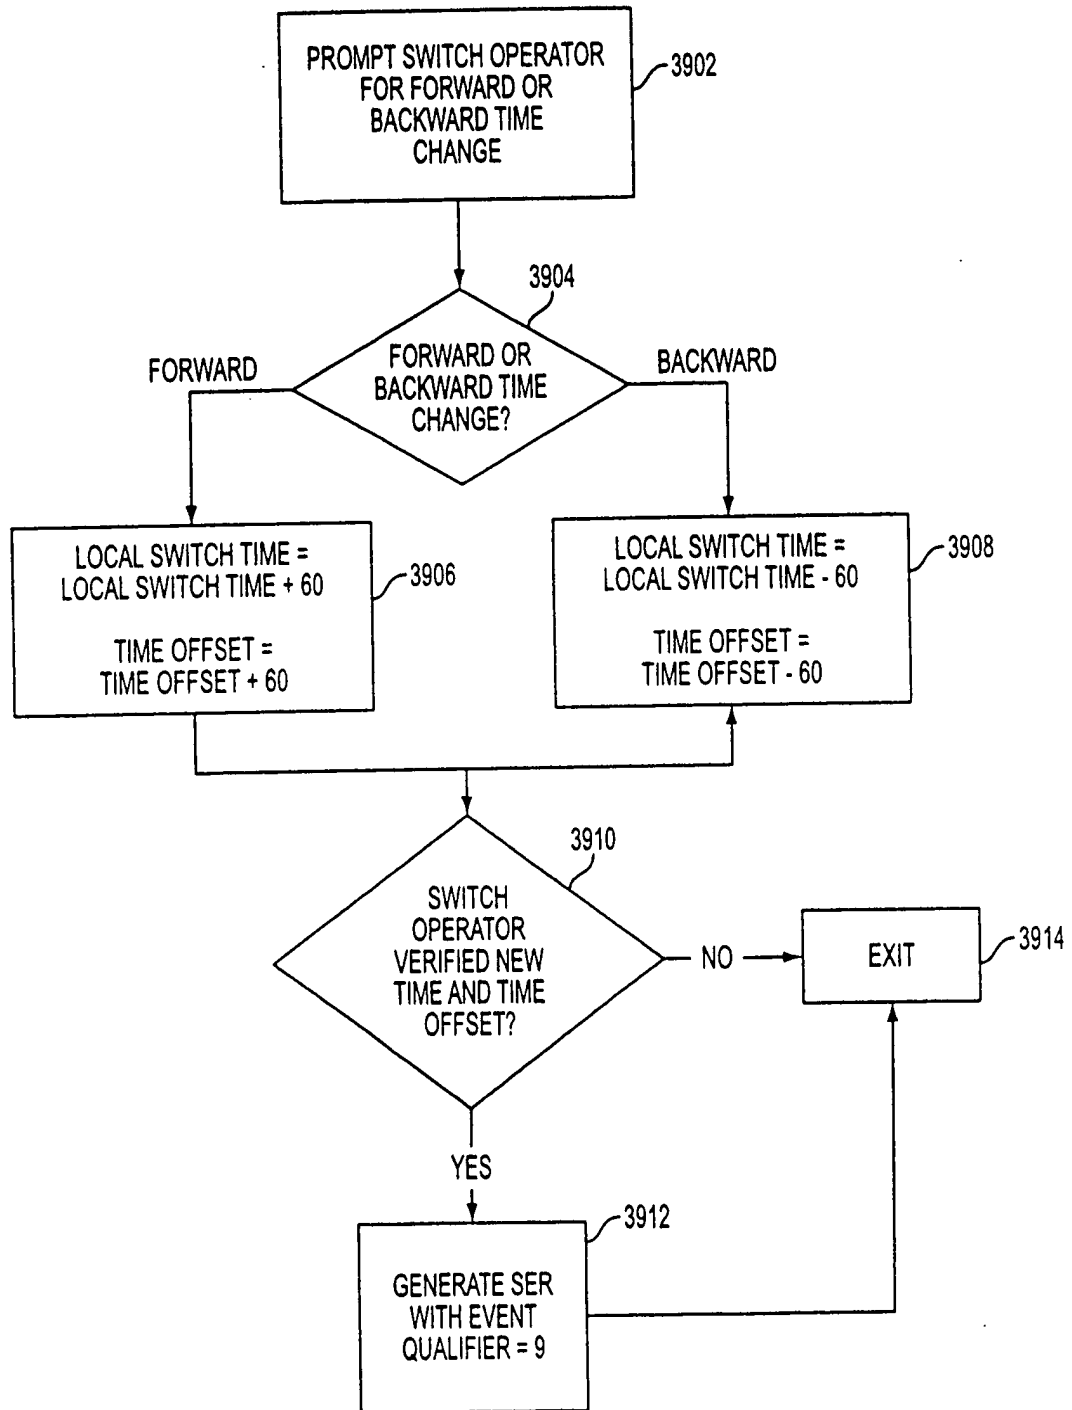 PROMPT SWITCH OPERATOR
FOR FORWARD OR
BACKWARD TIME
CHANGE
3902
3904
FORWARD OR
BACKWARD TIME
CHANGE?
FORWARD
BACKWARD
LOCAL SWITCH TIME =
LOCAL SWITCH TIME + 60
TIME OFFSET =
TIME OFFSET + 60
3906
LOCAL SWITCH TIME =
LOCAL SWITCH TIME - 60
TIME OFFSET =
TIME OFFSET - 60
3908
3910
SWITCH
OPERATOR
VERIFIED NEW
TIME AND TIME
OFFSET?
NO
EXIT
3914
YES
3912
GENERATE SER
WITH EVENT
QUALIFIER = 9